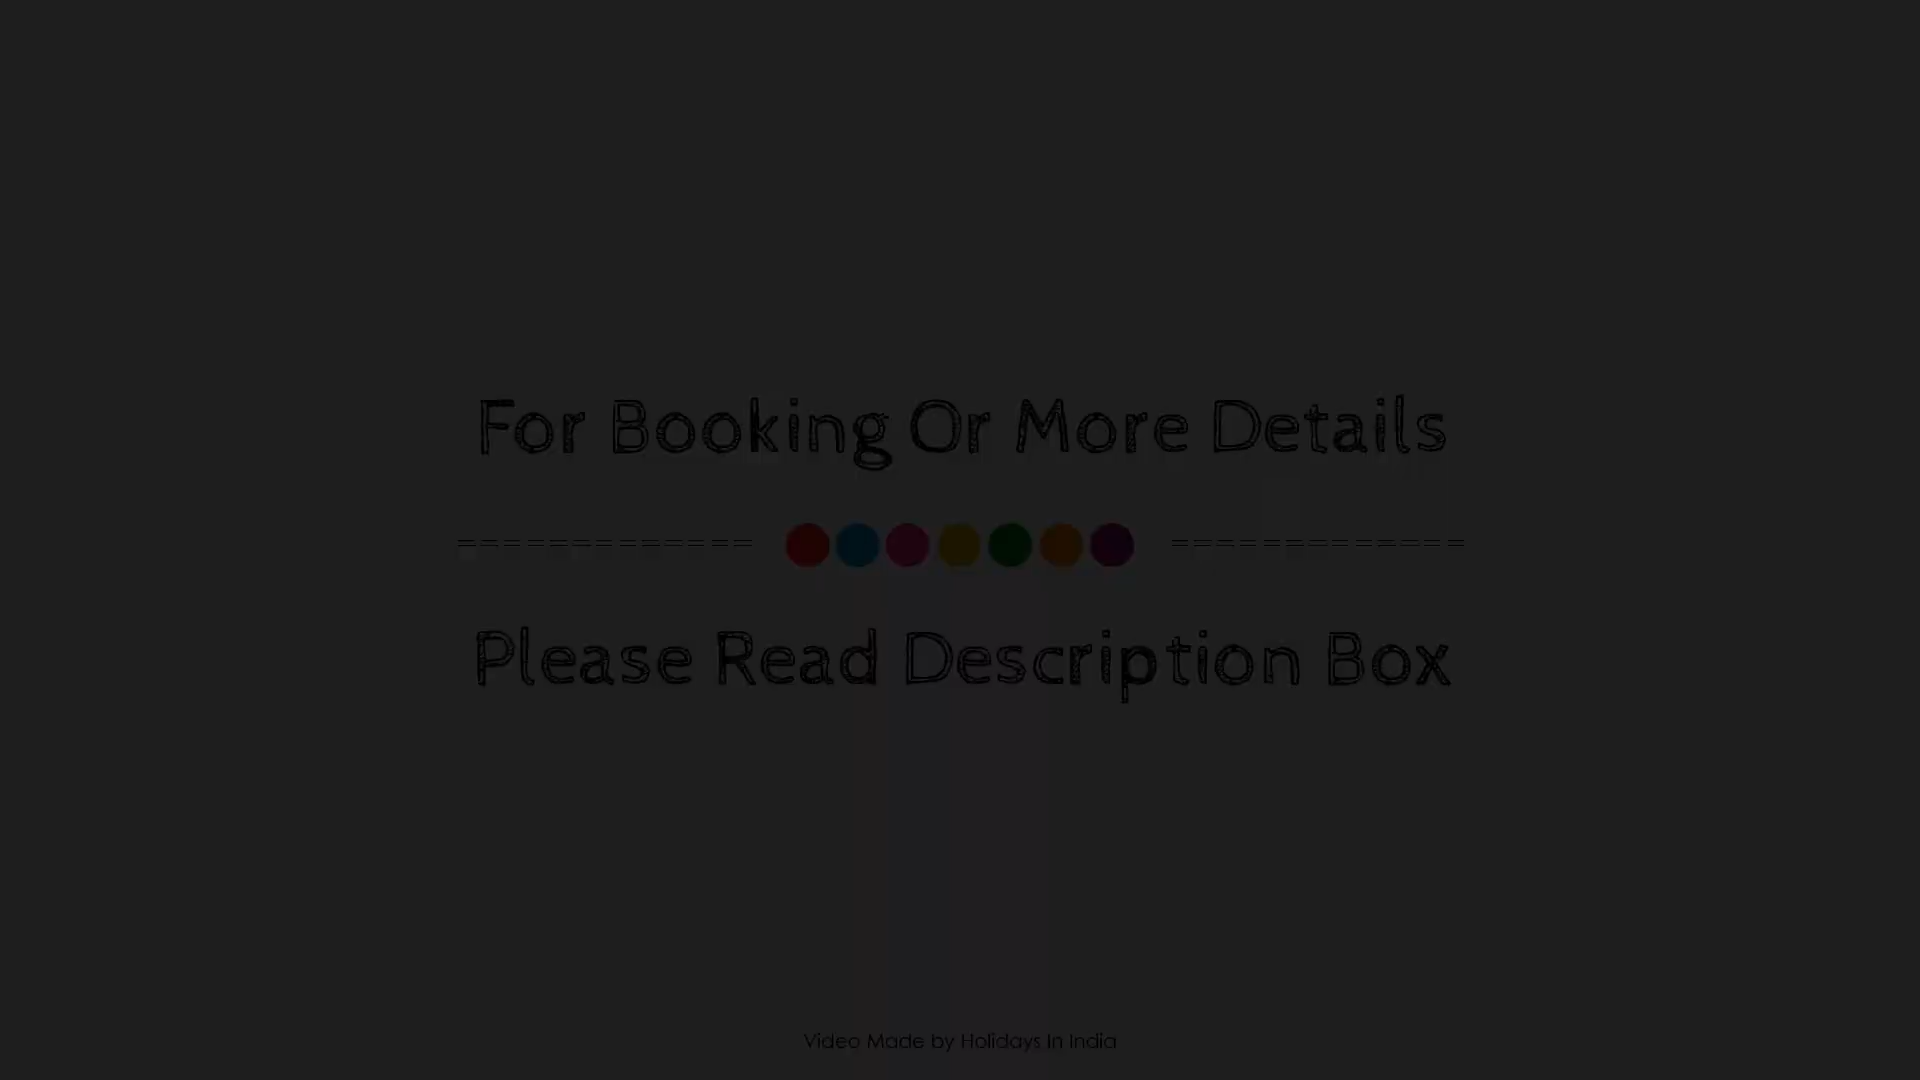 For Booking Or More Details
============= =============
Please Read Description Box
Video Made by Holidays In India